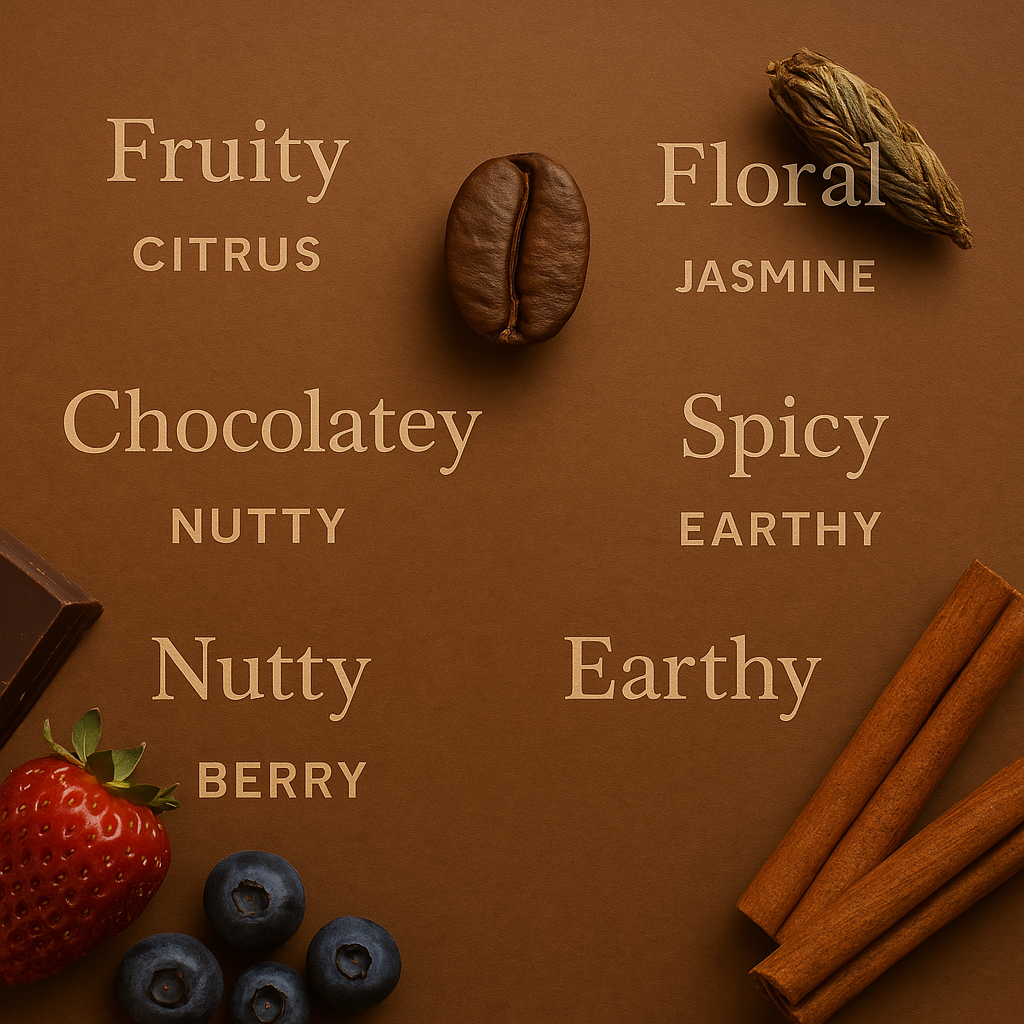 Fruity
CITRUS
Floral
JASMINE
Chocolatey
NUTTY
Spicy
EARTHY
Nutty
BERRY
Earthy